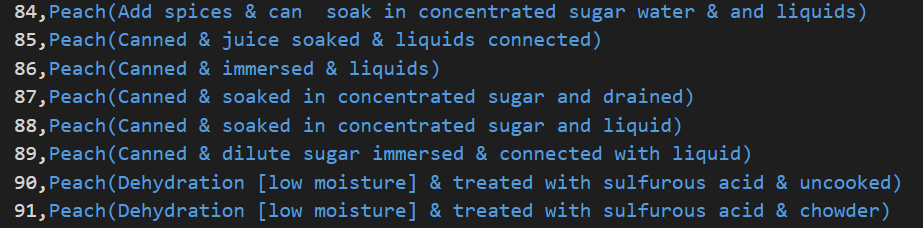 84,Peach(Add spices & can  soak in concentrated sugar water & and liquids)
85,Peach(Canned & juice soaked & liquids connected)
86,Peach(Canned & immersed & liquids)
87,Peach(Canned & soaked in concentrated sugar and drained)
88,Peach(Canned & soaked in concentrated sugar and liquid)
89,Peach(Canned & dilute sugar immersed & connected with liquid)
90,Peach(Dehydration [low moisture] & treated with sulfurous acid & uncooked)
91,Peach(Dehydration [low moisture] & treated with sulfurous acid & chowder)